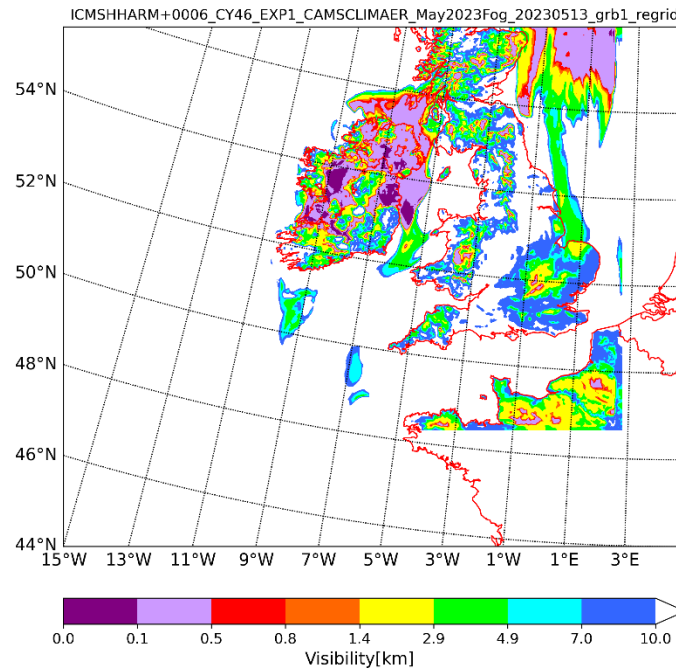 ICMSHHARM+0006_CY46_EXP1_CAMSCLIMAER_May2023Fog_20230513_grb1_regrid
54°N
52°N
50°N
48°N
46°N
44°N
15°W 13°W 11°W 9°W 7°W 5°W 3°W 1°W 1°E 3°E
0.0 0.1 0.5 0.8 1.4 2.9 4.9 7.0 10.0
Visibility[km]